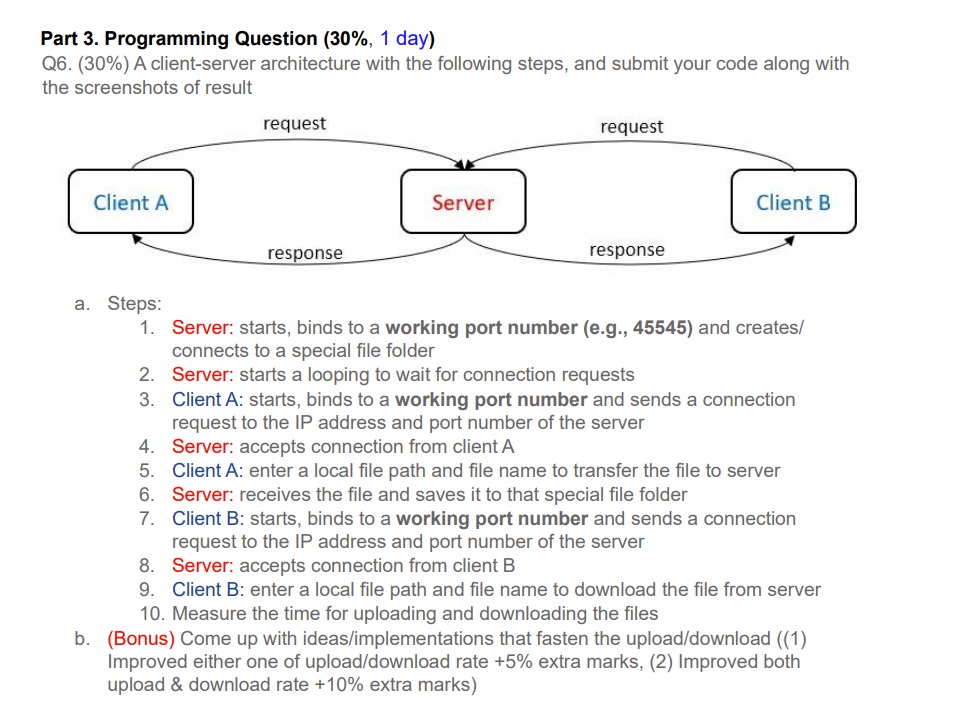 Part 3. Programming Question (30%, 1 day)
Q6. (30%) A client-server architecture with the following steps, and submit your code along with
the screenshots of result
request
request
Client A
Server
Client B
response
response
a. Steps:
1. Server: starts, binds to a working port number (e.g., 45545) and creates/
connects to a special file folder
2. Server: starts a looping to wait for connection requests
3. Client A: starts, binds to a working port number and sends a connection
request to the IP address and port number of the server
4. Server: accepts connection from client A
5. Client A: enter a local file path and file name to transfer the file to server
6. Server: receives the file and saves it to that special file folder
7. Client B: starts, binds to a working port number and sends a connection
request to the IP address and port number of the server
8. Server: accepts connection from client B
9. Client B: enter a local file path and file name to download the file from server
10. Measure the time for uploading and downloading the files
b. (Bonus) Come up with ideas/implementations that fasten the upload/download ((1)
Improved either one of upload/download rate +5% extra marks, (2) Improved both
upload & download rate +10% extra marks)